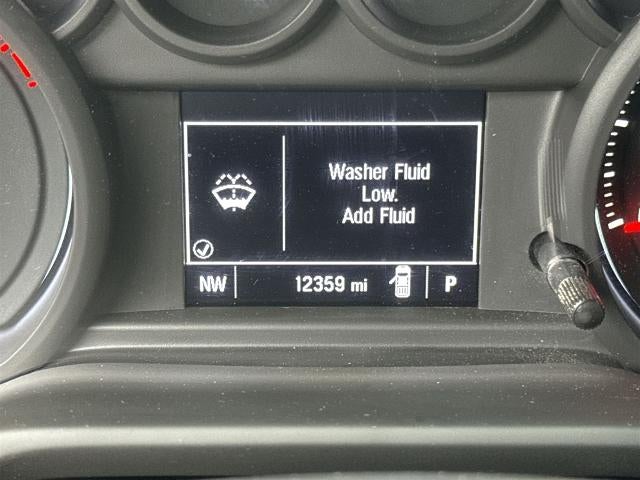 Washer Fluid
Low.
Add Fluid
NW 12359 mi P